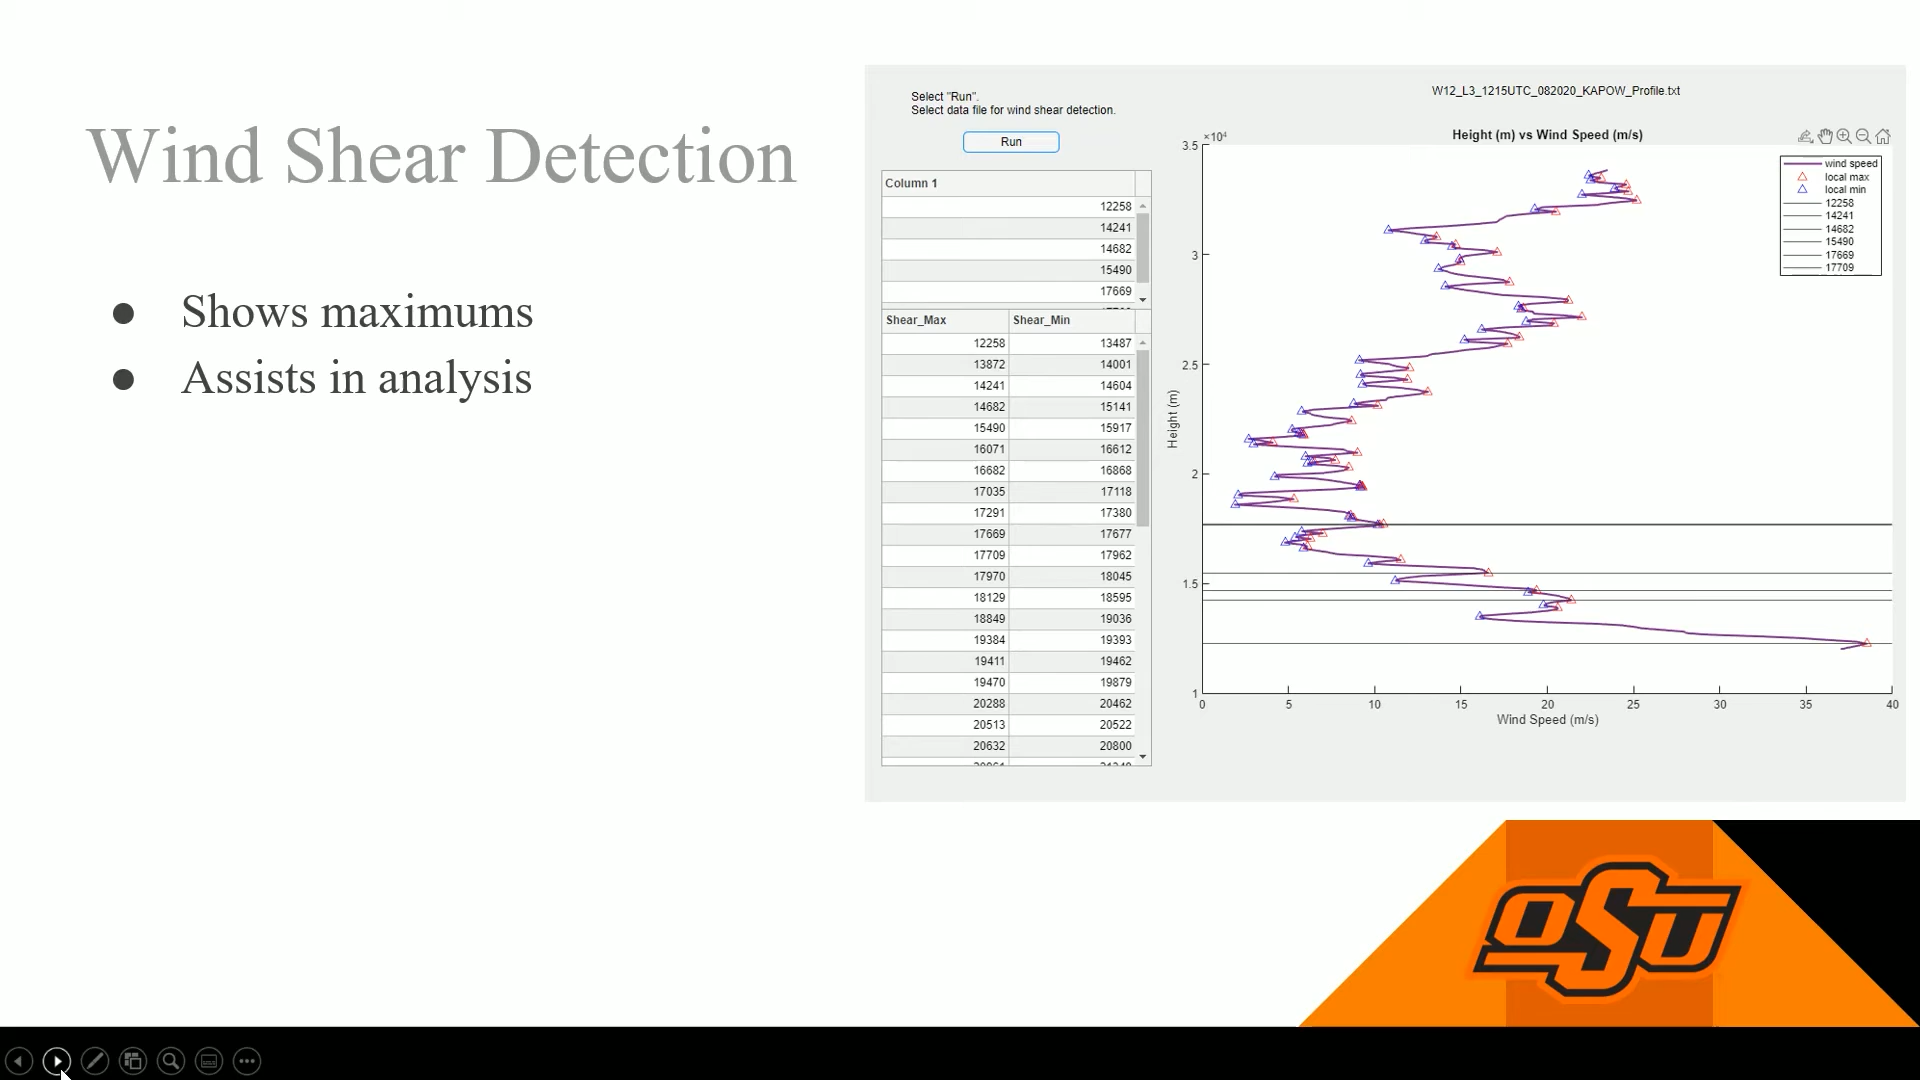 Wind Shear Detection
● Shows maximums
● Assists in analysis
Select "Run".
Select data file for wind shear detection.
Run
Column 1
12258
14241
14682
15490
17669
Shear_Max Shear_Min
12258 13487
13872 14001
14241 14604
14682 15141
15490 15917
16071 16612
16682 16868
17035 17118
17291 17380
17669 17677
17709 17962
17970 18045
18129 18595
18849 19036
19384 19393
19411 19462
19470 19879
20288 20462
20513 20522
20632 20800
W12_L3_1215UTC_082020_KAPOW_Profile.txt
Height (m) vs Wind Speed (m/s)
×10⁴
3.5
3
2.5
2
1.5
1
Height (m)
0 5 10 15 20 25 30 35 40
Wind Speed (m/s)
wind speed
local max
local min
12258
14241
14682
15490
17669
17709
OSU